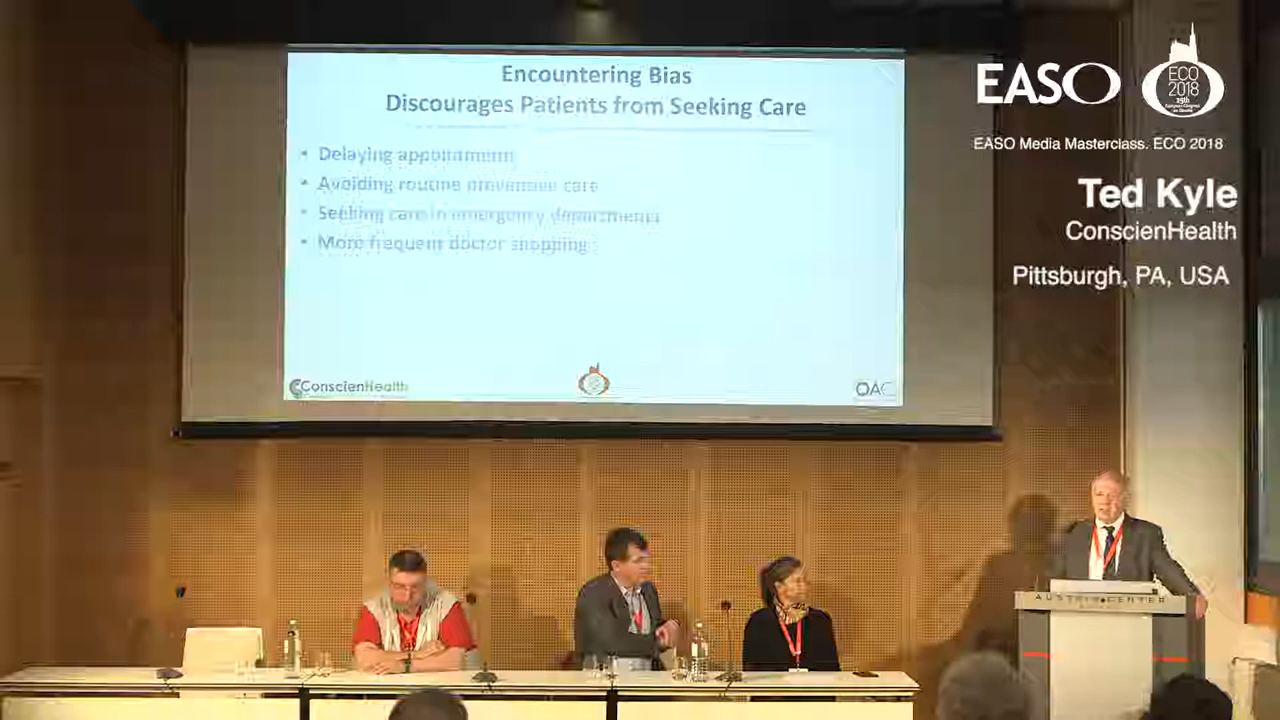 Encountering Bias
Discourages Patients from Seeking Care
• Delaying appointments
• Avoiding routine preventive care
• Seeking care in emergency departments
• More frequent doctor shopping
ConscienHealth
OAC
EASO
ECO
2018
25th
EASO Media Masterclass. ECO 2018
Ted Kyle
ConscienHealth
Pittsburgh, PA, USA
AUSTRIA CENTER